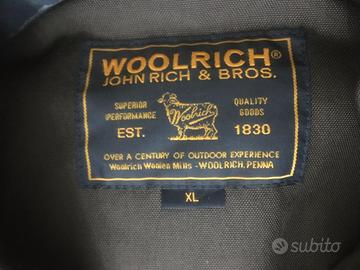 WOOLRICH®
JOHN RICH & BROS.
SUPERIOR PERFORMANCE
QUALITY GOODS
Woolrich
EST. 1830
OVER A CENTURY OF OUTDOOR EXPERIENCE
Woolrich Woolen Mills - WOOLRICH, PENNA
XL
subito